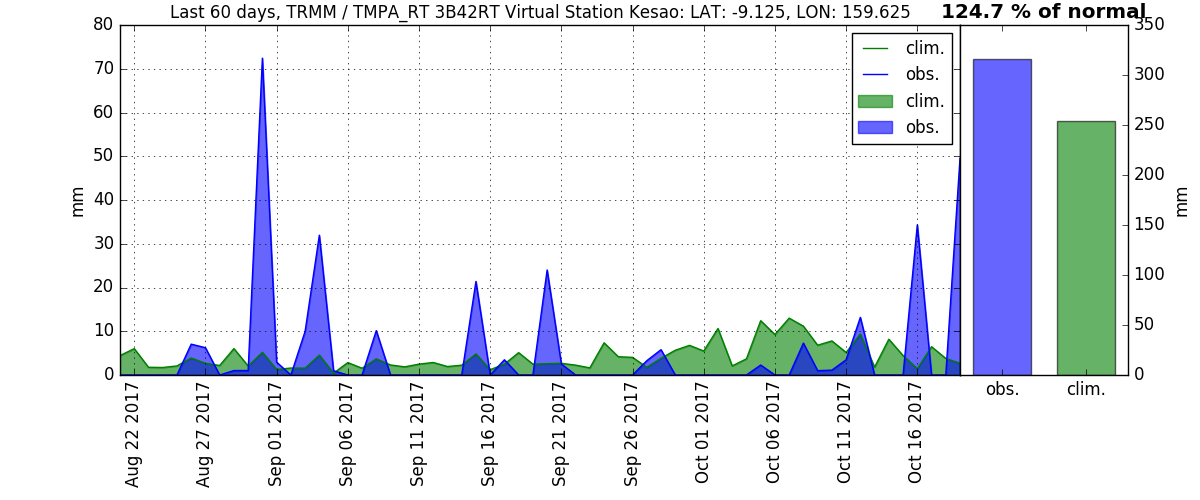 Last 60 days, TRMM / TMPA_RT 3B42RT Virtual Station Kesao: LAT: -9.125, LON: 159.625
124.7 % of normal
80
70
60
50
40
30
20
10
0
mm
clim.
obs.
clim.
obs.
Aug 22 2017
Aug 27 2017
Sep 01 2017
Sep 06 2017
Sep 11 2017
Sep 16 2017
Sep 21 2017
Sep 26 2017
Oct 01 2017
Oct 06 2017
Oct 11 2017
Oct 16 2017
350
300
250
200
150
100
50
0
mm
obs.
clim.